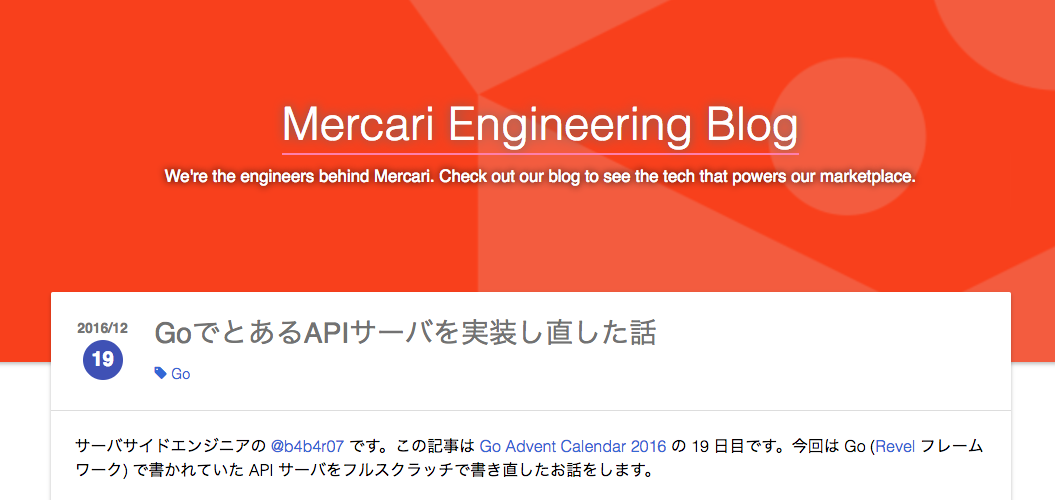 Mercari Engineering Blog
We're the engineers behind Mercari. Check out our blog to see the tech that powers our marketplace.
2016/12
19
GoでとあるAPIサーバを実装し直した話
Go
サーバサイドエンジニアの @b4b4r07 です。この記事は Go Advent Calendar 2016 の 19 日目です。今回は Go (Revel フレーム
ワーク) で書かれていた API サーバをフルスクラッチで書き直したお話をします。